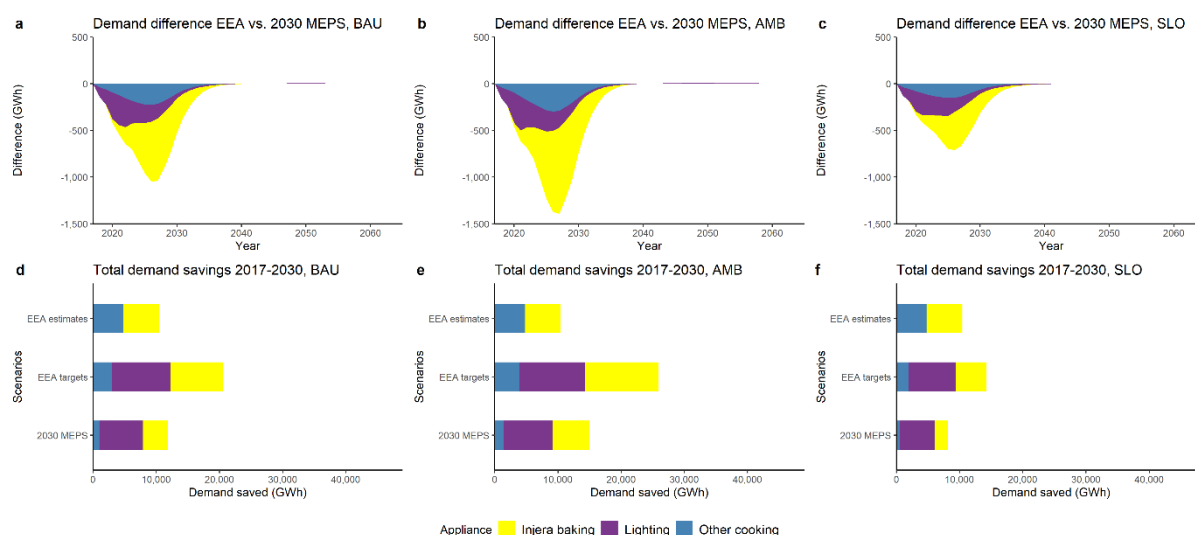 a Demand difference EEA vs. 2030 MEPS, BAU
500
0
-500
-1,000
-1,500
Difference (GWh)
2020 2030 2040 2050 2060
Year
b Demand difference EEA vs. 2030 MEPS, AMB
500
0
-500
-1,000
-1,500
Difference (GWh)
2020 2030 2040 2050 2060
Year
c Demand difference EEA vs. 2030 MEPS, SLO
500
0
-500
-1,000
-1,500
Difference (GWh)
2020 2030 2040 2050 2060
Year
d Total demand savings 2017-2030, BAU
Scenarios
EEA estimates
EEA targets
2030 MEPS
0 10,000 20,000 30,000 40,000
Demand saved (GWh)
e Total demand savings 2017-2030, AMB
Scenarios
EEA estimates
EEA targets
2030 MEPS
0 10,000 20,000 30,000 40,000
Demand saved (GWh)
f Total demand savings 2017-2030, SLO
Scenarios
EEA estimates
EEA targets
2030 MEPS
0 10,000 20,000 30,000 40,000
Demand saved (GWh)
Appliance Injera baking Lighting Other cooking